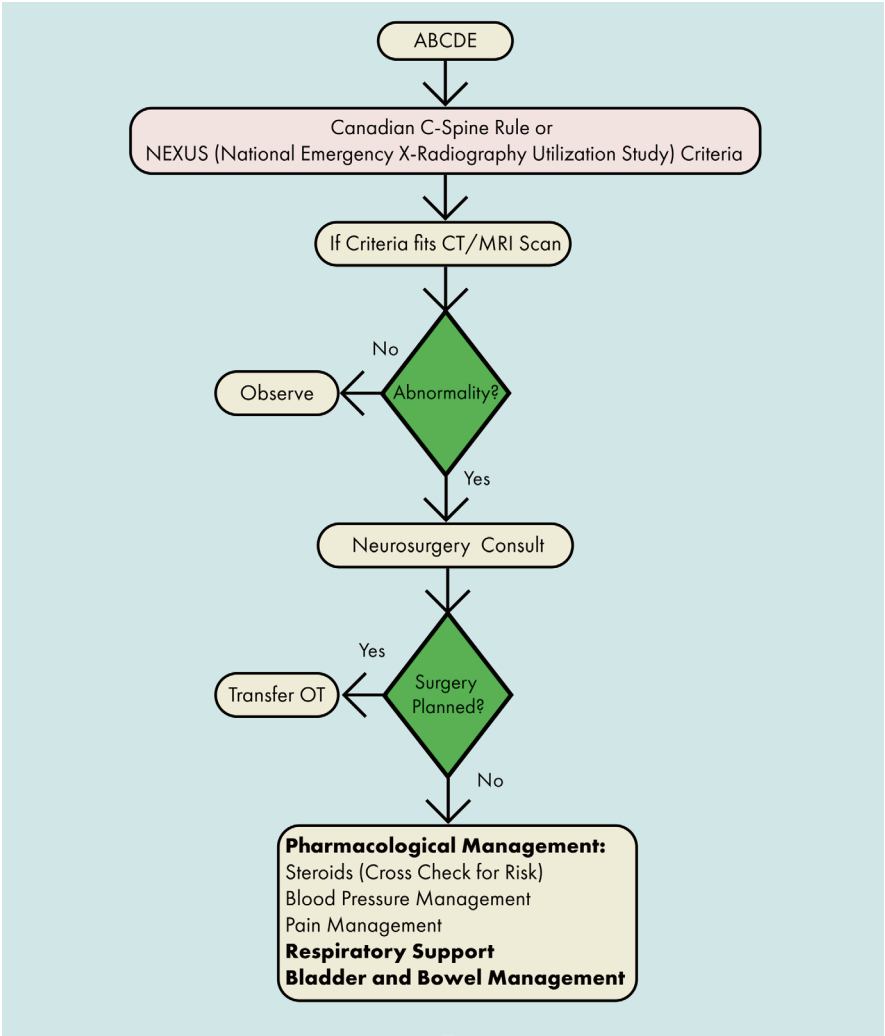 ABCDE
Canadian C-Spine Rule or
NEXUS (National Emergency X-Radiography Utilization Study) Criteria
If Criteria fits CT/MRI Scan
No
Observe
Abnormality?
Yes
Neurosurgery Consult
Yes
Transfer OT
Surgery
Planned?
No
Pharmacological Management:
Steroids (Cross Check for Risk)
Blood Pressure Management
Pain Management
Respiratory Support
Bladder and Bowel Management